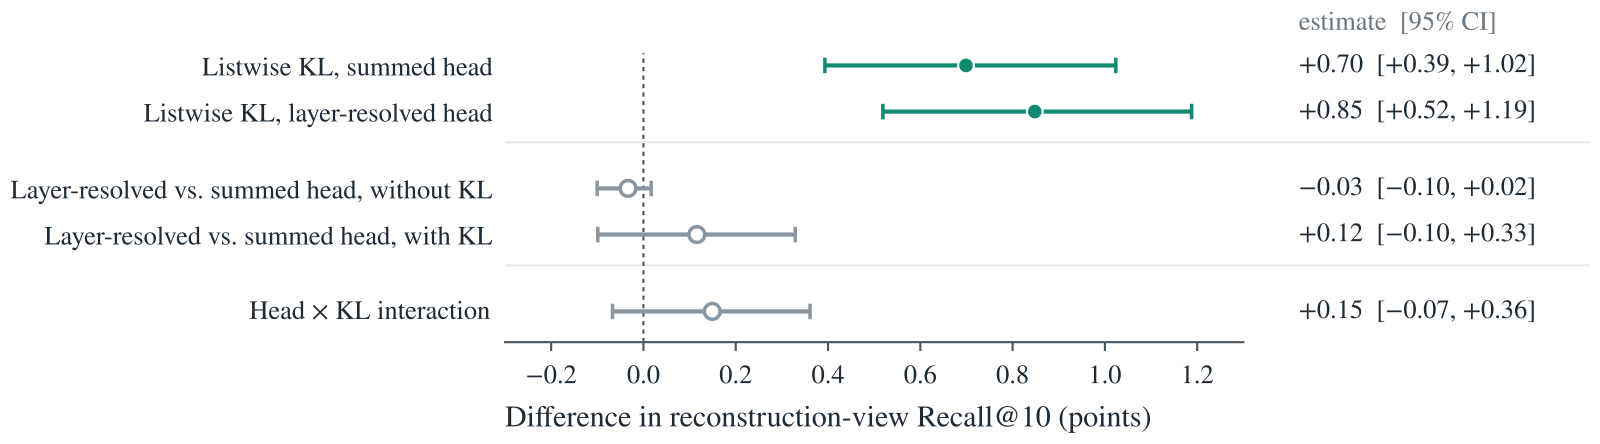 estimate [95% CI]
Listwise KL, summed head +0.70 [+0.39, +1.02]
Listwise KL, layer-resolved head +0.85 [+0.52, +1.19]
Layer-resolved vs. summed head, without KL −0.03 [−0.10, +0.02]
Layer-resolved vs. summed head, with KL +0.12 [−0.10, +0.33]
Head × KL interaction +0.15 [−0.07, +0.36]
−0.2 0.0 0.2 0.4 0.6 0.8 1.0 1.2
Difference in reconstruction-view Recall@10 (points)